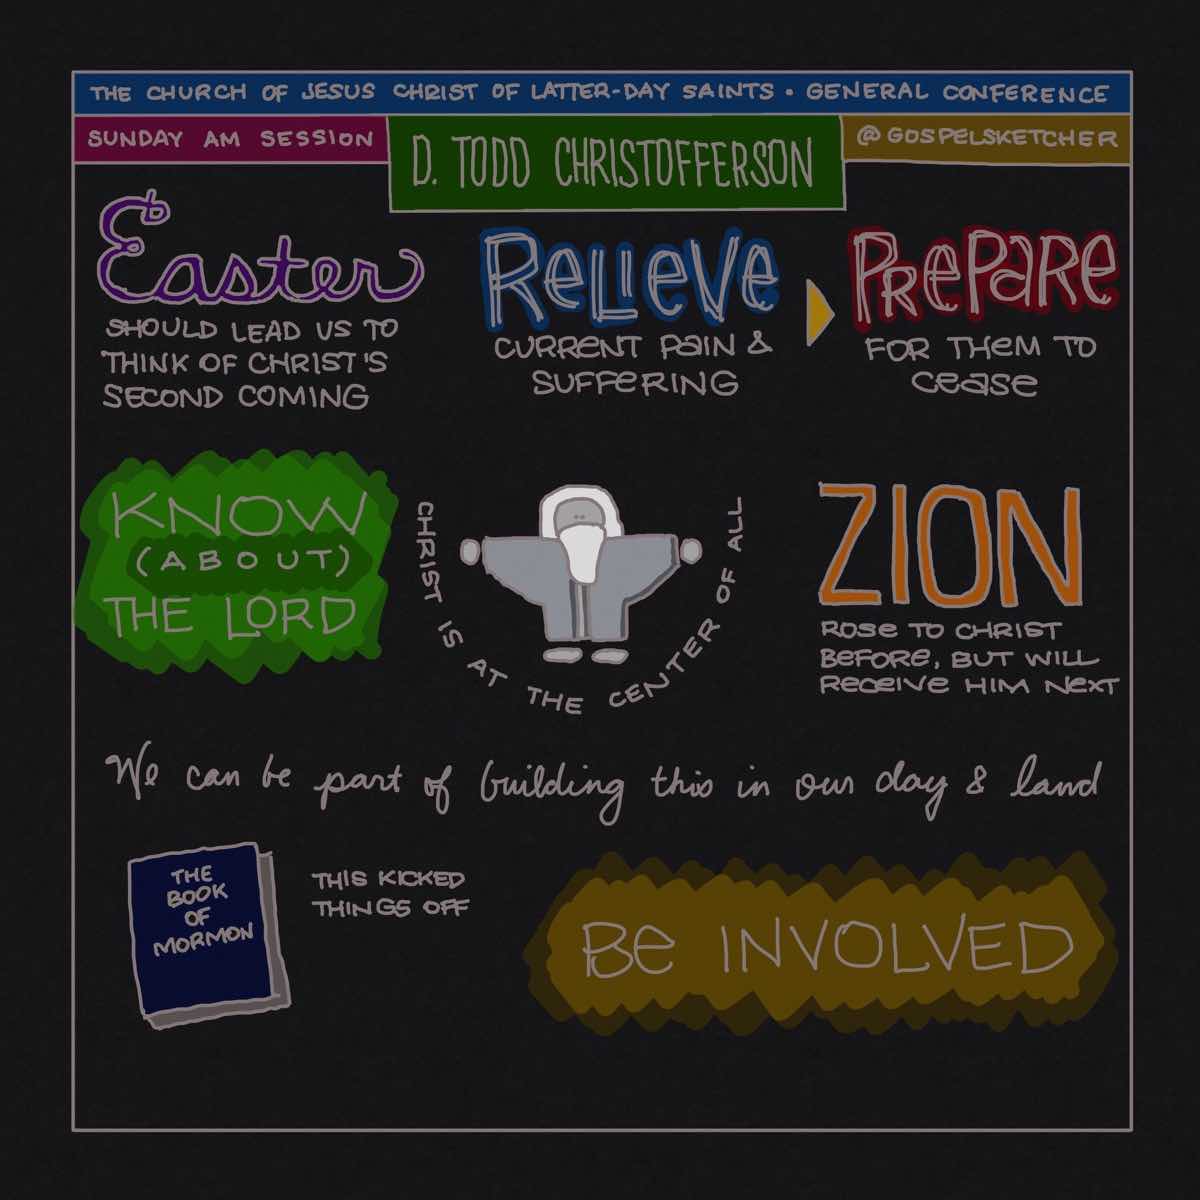 THE CHURCH OF JESUS CHRIST OF LATTER-DAY SAINTS • GENERAL CONFERENCE
SUNDAY AM SESSION
D. TODD CHRISTOFFERSON
@GOSPELSKETCHER
Easter
SHOULD LEAD US TO
THINK OF CHRIST'S
SECOND COMING
RELIEVE
CURRENT PAIN &
SUFFERING
PREPARE
FOR THEM TO
CEASE
KNOW
(ABOUT)
THE LORD
CHRIST IS AT THE CENTER OF ALL
ZION
ROSE TO CHRIST
BEFORE, BUT WILL
RECEIVE HIM NEXT
We can be part of building this in our day & land
THE
BOOK
OF
MORMON
THIS KICKED
THINGS OFF
BE INVOLVED